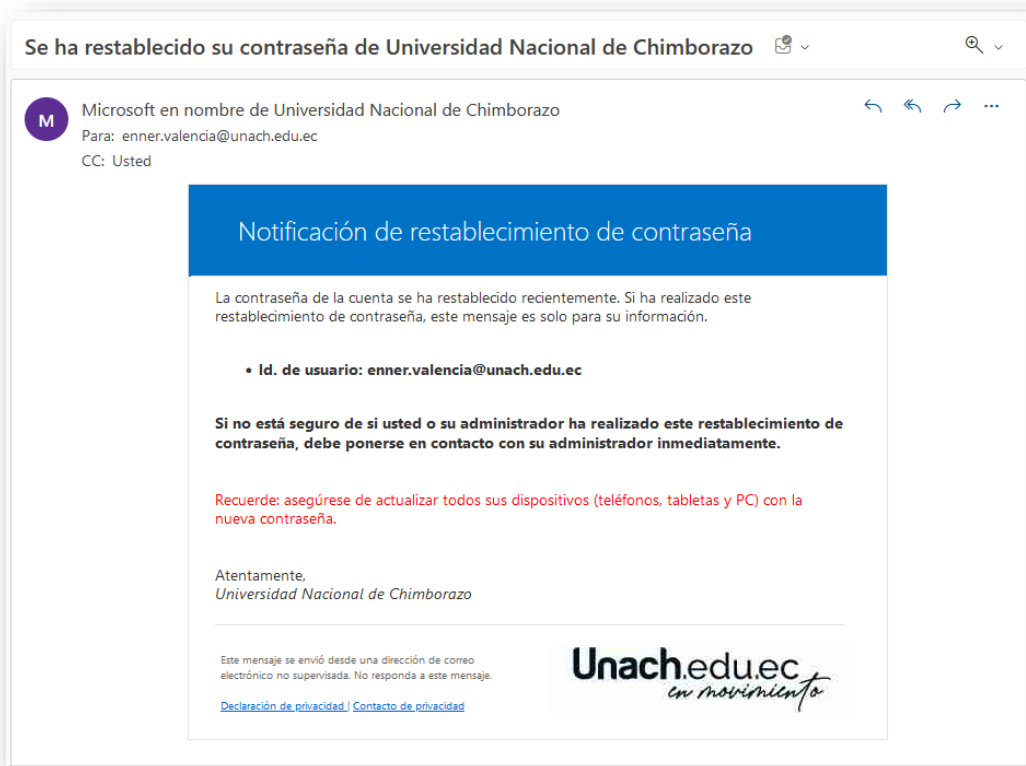 Se ha restablecido su contraseña de Universidad Nacional de Chimborazo
M
Microsoft en nombre de Universidad Nacional de Chimborazo
Para: enner.valencia@unach.edu.ec
CC: Usted
Notificación de restablecimiento de contraseña
La contraseña de la cuenta se ha restablecido recientemente. Si ha realizado este
restablecimiento de contraseña, este mensaje es solo para su información.
• Id. de usuario: enner.valencia@unach.edu.ec
Si no está seguro de si usted o su administrador ha realizado este restablecimiento de
contraseña, debe ponerse en contacto con su administrador inmediatamente.
Recuerde: asegúrese de actualizar todos sus dispositivos (teléfonos, tabletas y PC) con la
nueva contraseña.
Atentamente,
Universidad Nacional de Chimborazo
Este mensaje se envió desde una dirección de correo
electrónico no supervisada. No responda a este mensaje.
Declaración de privacidad | Contacto de privacidad
Unach.edu.ec
en movimiento